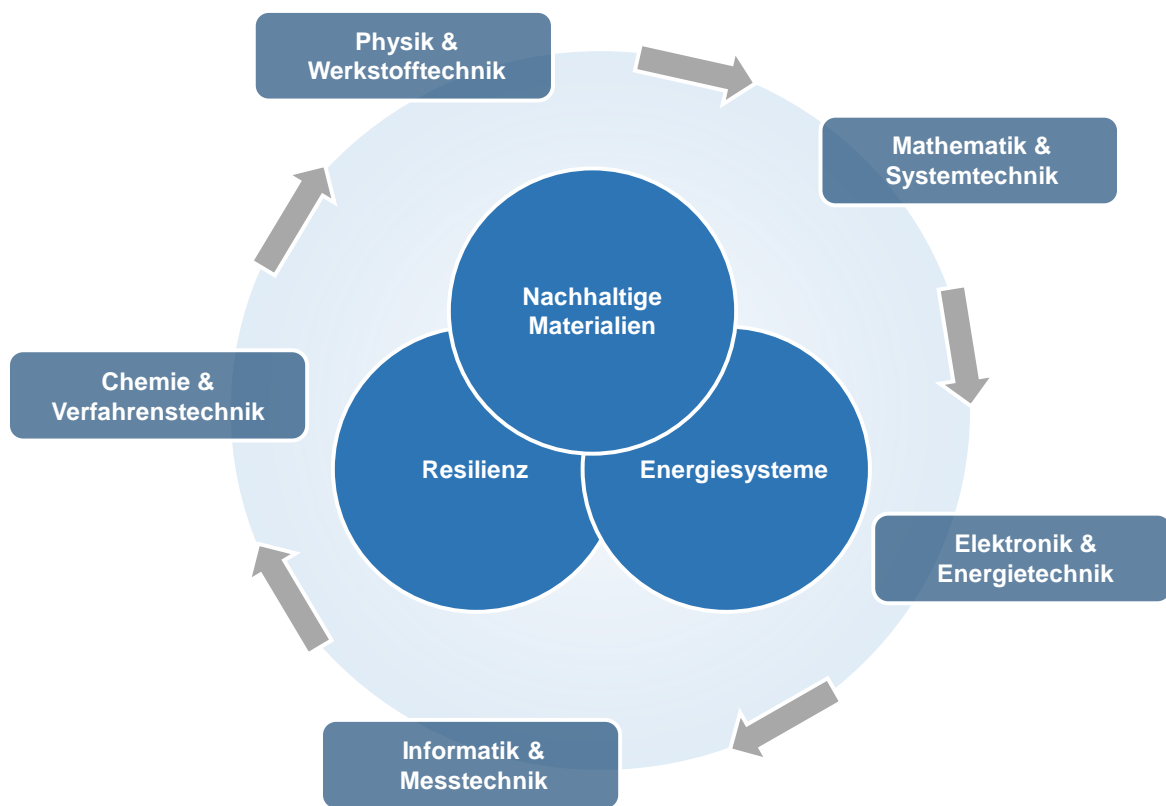 Physik &
Werkstofftechnik
Mathematik &
Systemtechnik
Nachhaltige
Materialien
Chemie &
Verfahrenstechnik
Resilienz
Energiesysteme
Elektronik &
Energietechnik
Informatik &
Messtechnik